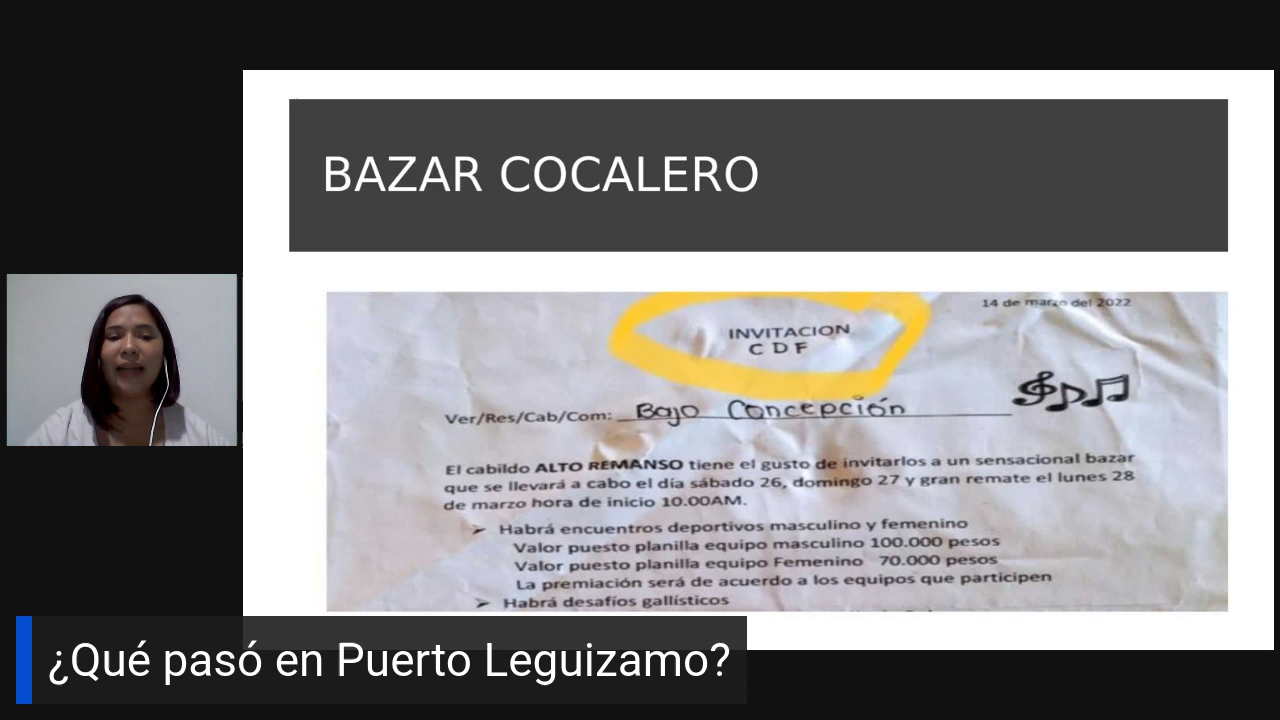 BAZAR COCALERO
14 de marzo del 2022
INVITACION
C D F
Ver/Res/Cab/Com: Bajo Concepción
El cabildo ALTO REMANSO tiene el gusto de invitarlos a un sensacional bazar
que se llevará a cabo el día sábado 26, domingo 27 y gran remate el lunes 28
de marzo hora de inicio 10.00AM.
➢ Habrá encuentros deportivos masculino y femenino
Valor puesto planilla equipo masculino 100.000 pesos
Valor puesto planilla equipo Femenino 70.000 pesos
La premiación será de acuerdo a los equipos que participen
➢ Habrá desafíos gallísticos
¿Qué pasó en Puerto Leguizamo?